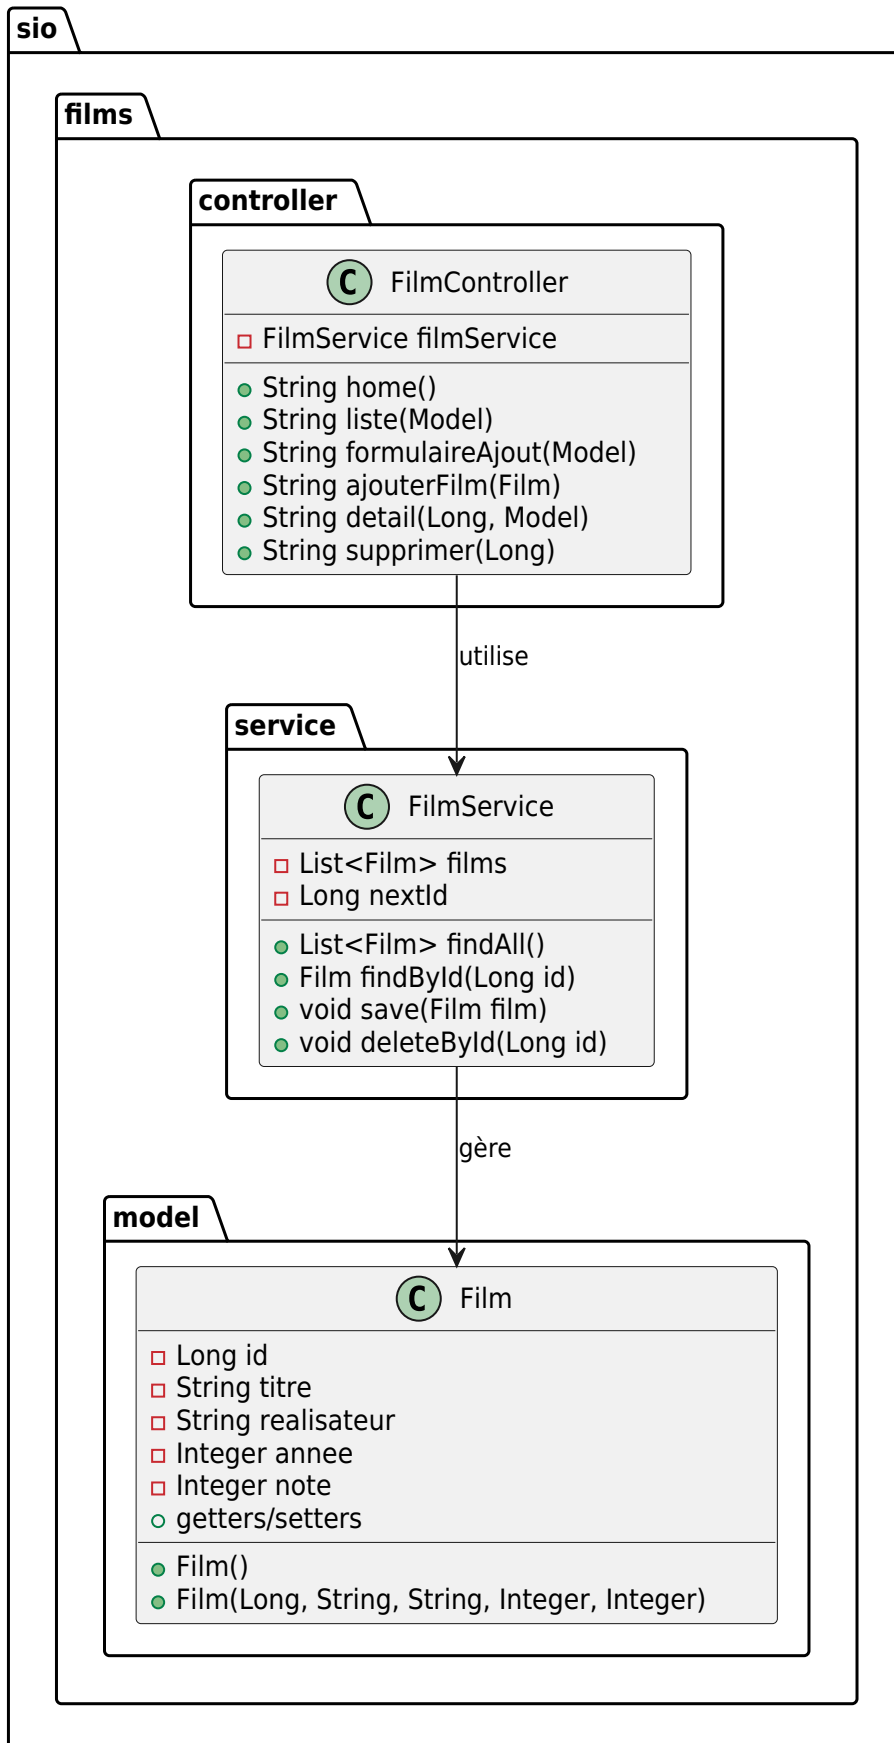 sio
films
controller
C FilmController
FilmService filmService
String home()
String liste(Model)
String formulaireAjout(Model)
String ajouterFilm(Film)
String detail(Long, Model)
String supprimer(Long)
utilise
service
C FilmService
List<Film> films
Long nextId
List<Film> findAll()
Film findById(Long id)
void save(Film film)
void deleteById(Long id)
gère
model
C Film
Long id
String titre
String realisateur
Integer annee
Integer note
getters/setters
Film()
Film(Long, String, String, Integer, Integer)